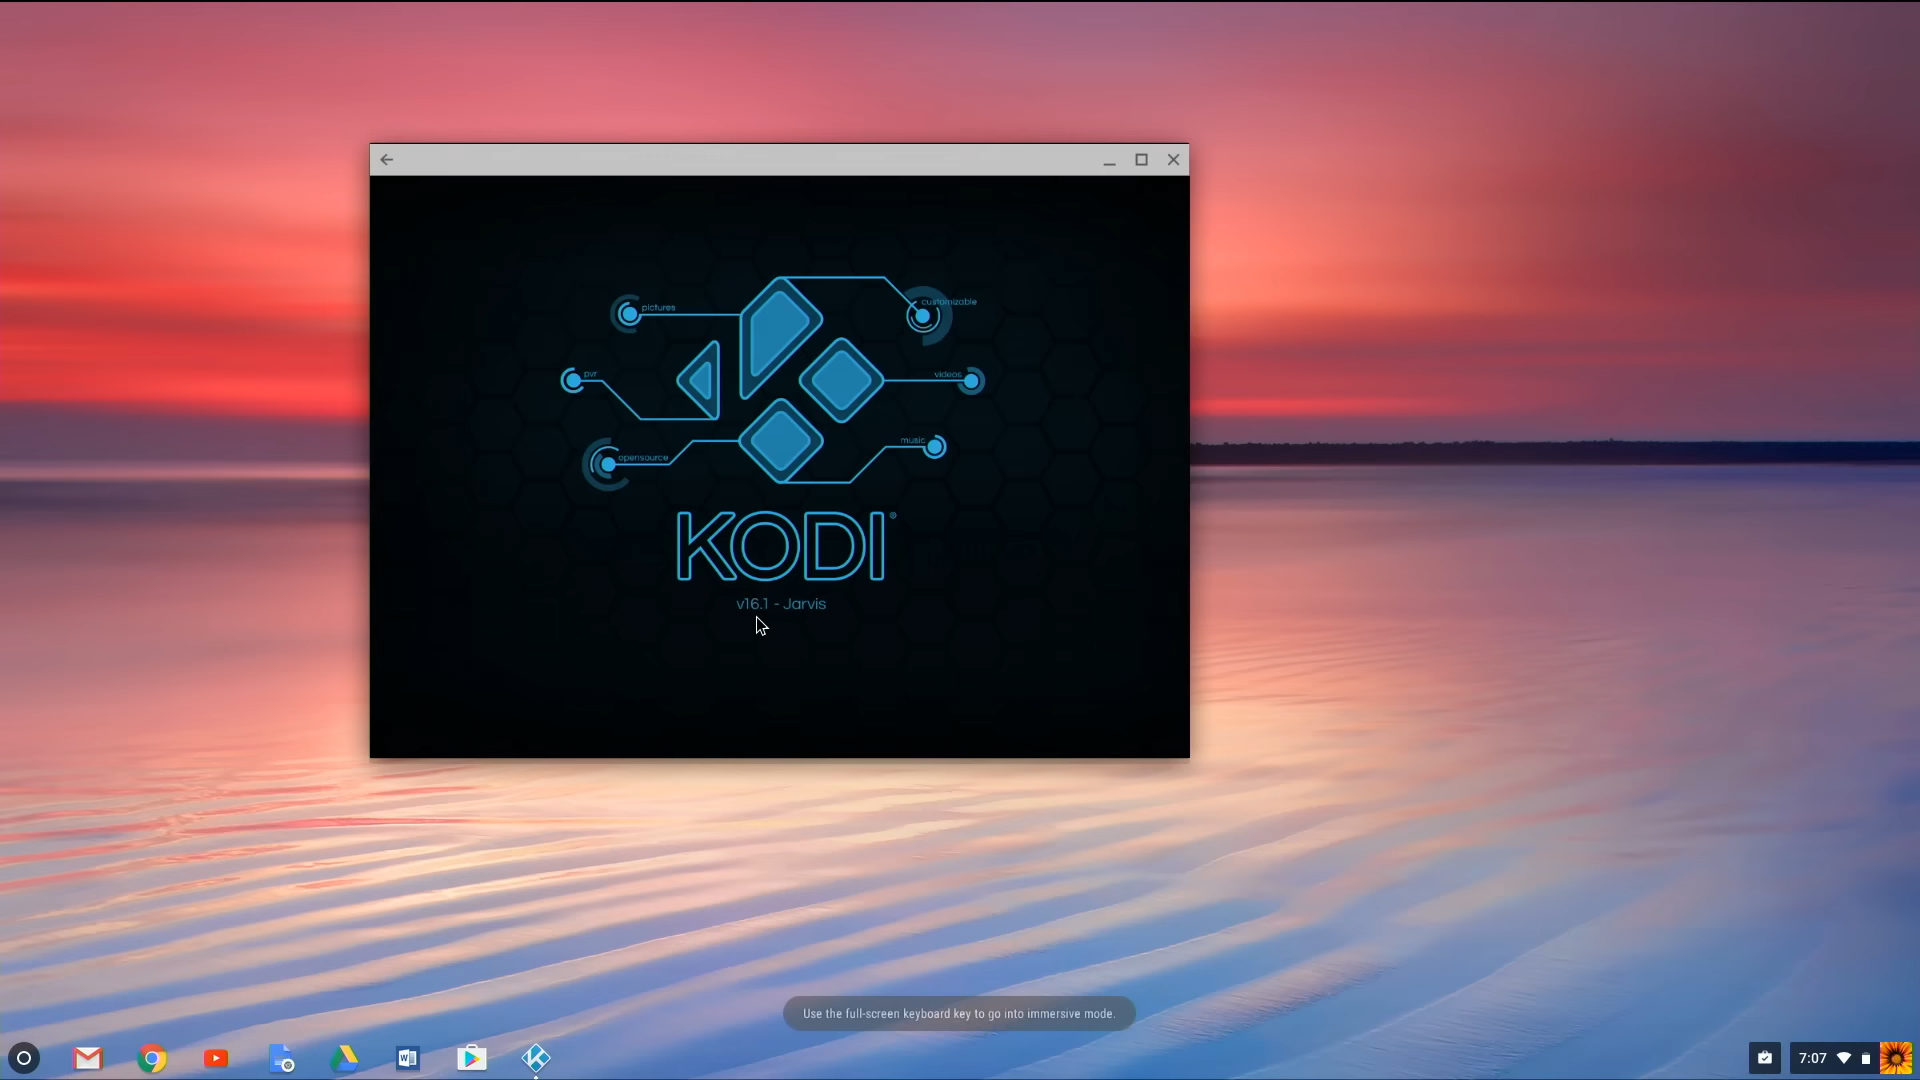 pictures
customizable
pvr
videos
music
opensource
KODI®
v16.1 - Jarvis
Use the full-screen keyboard key to go into immersive mode.
7:07